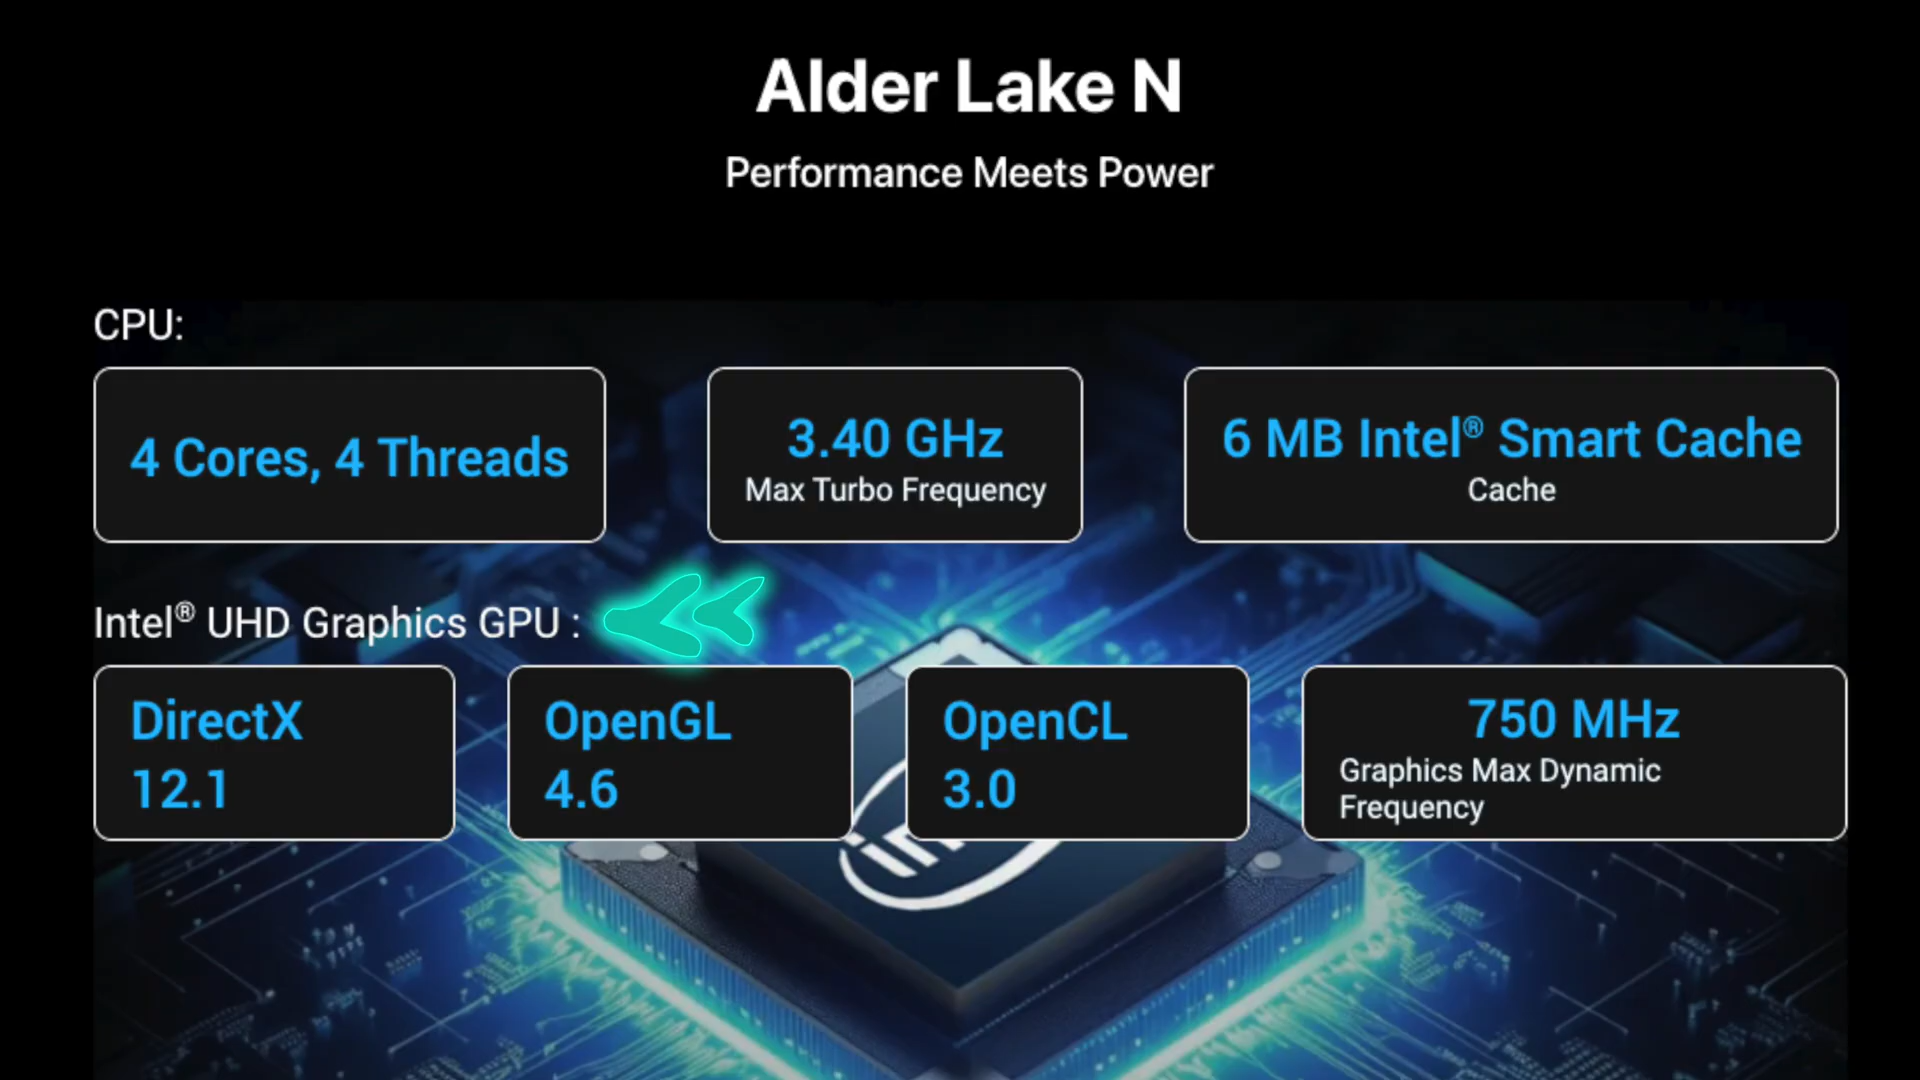 Alder Lake N
Performance Meets Power
CPU:
4 Cores, 4 Threads
3.40 GHz
Max Turbo Frequency
6 MB Intel® Smart Cache
Cache
Intel® UHD Graphics GPU :
DirectX
12.1
OpenGL
4.6
OpenCL
3.0
750 MHz
Graphics Max Dynamic
Frequency